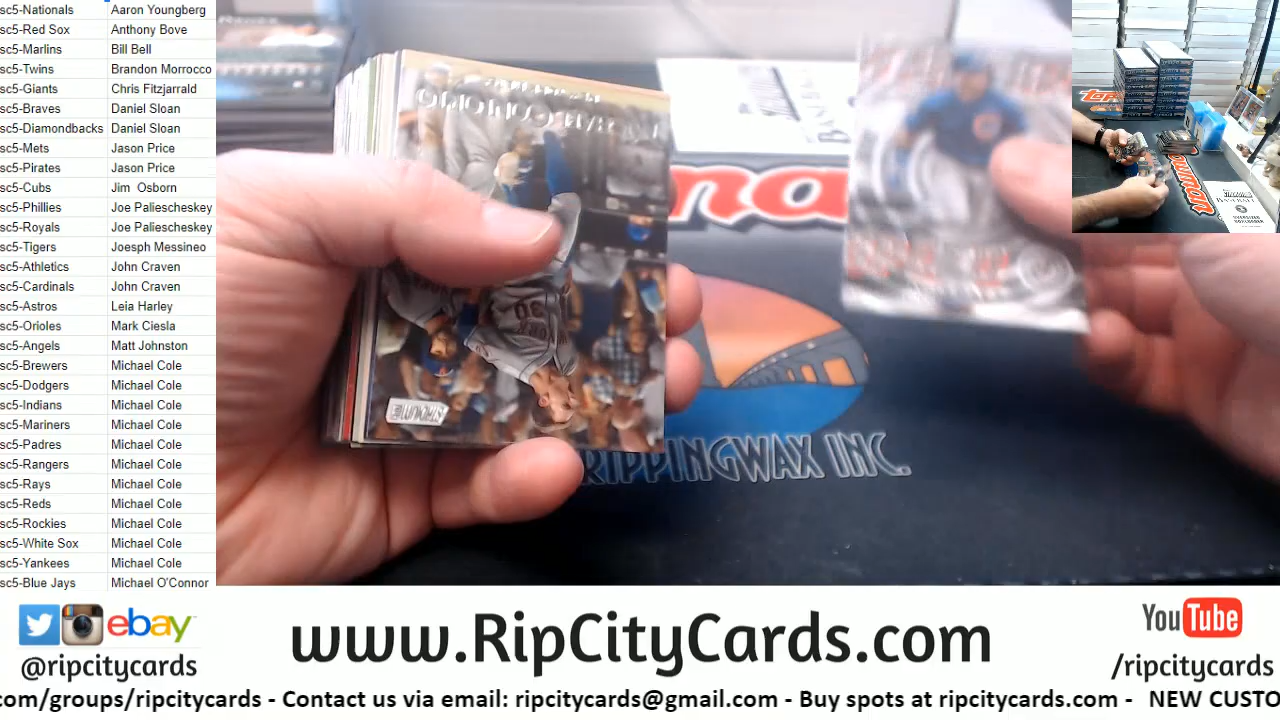 sc5-Nationals Aaron Youngberg
sc5-Red Sox Anthony Bove
sc5-Marlins Bill Bell
sc5-Twins Brandon Morrocco
sc5-Giants Chris Fitzjarrald
sc5-Braves Daniel Sloan
sc5-Diamondbacks Daniel Sloan
sc5-Mets Jason Price
sc5-Pirates Jason Price
sc5-Cubs Jim Osborn
sc5-Phillies Joe Paliescheskey
sc5-Royals Joe Paliescheskey
sc5-Tigers Joesph Messineo
sc5-Athletics John Craven
sc5-Cardinals John Craven
sc5-Astros Leia Harley
sc5-Orioles Mark Ciesla
sc5-Angels Matt Johnston
sc5-Brewers Michael Cole
sc5-Dodgers Michael Cole
sc5-Indians Michael Cole
sc5-Mariners Michael Cole
sc5-Padres Michael Cole
sc5-Rangers Michael Cole
sc5-Rays Michael Cole
sc5-Reds Michael Cole
sc5-Rockies Michael Cole
sc5-White Sox Michael Cole
sc5-Yankees Michael Cole
sc5-Blue Jays Michael O'Connor
RIPPINGWAX INC.
ebay
@ripcitycards
www.RipCityCards.com
YouTube
/ripcitycards
com/groups/ripcitycards - Contact us via email: ripcitycards@gmail.com - Buy spots at ripcitycards.com - NEW CUSTO